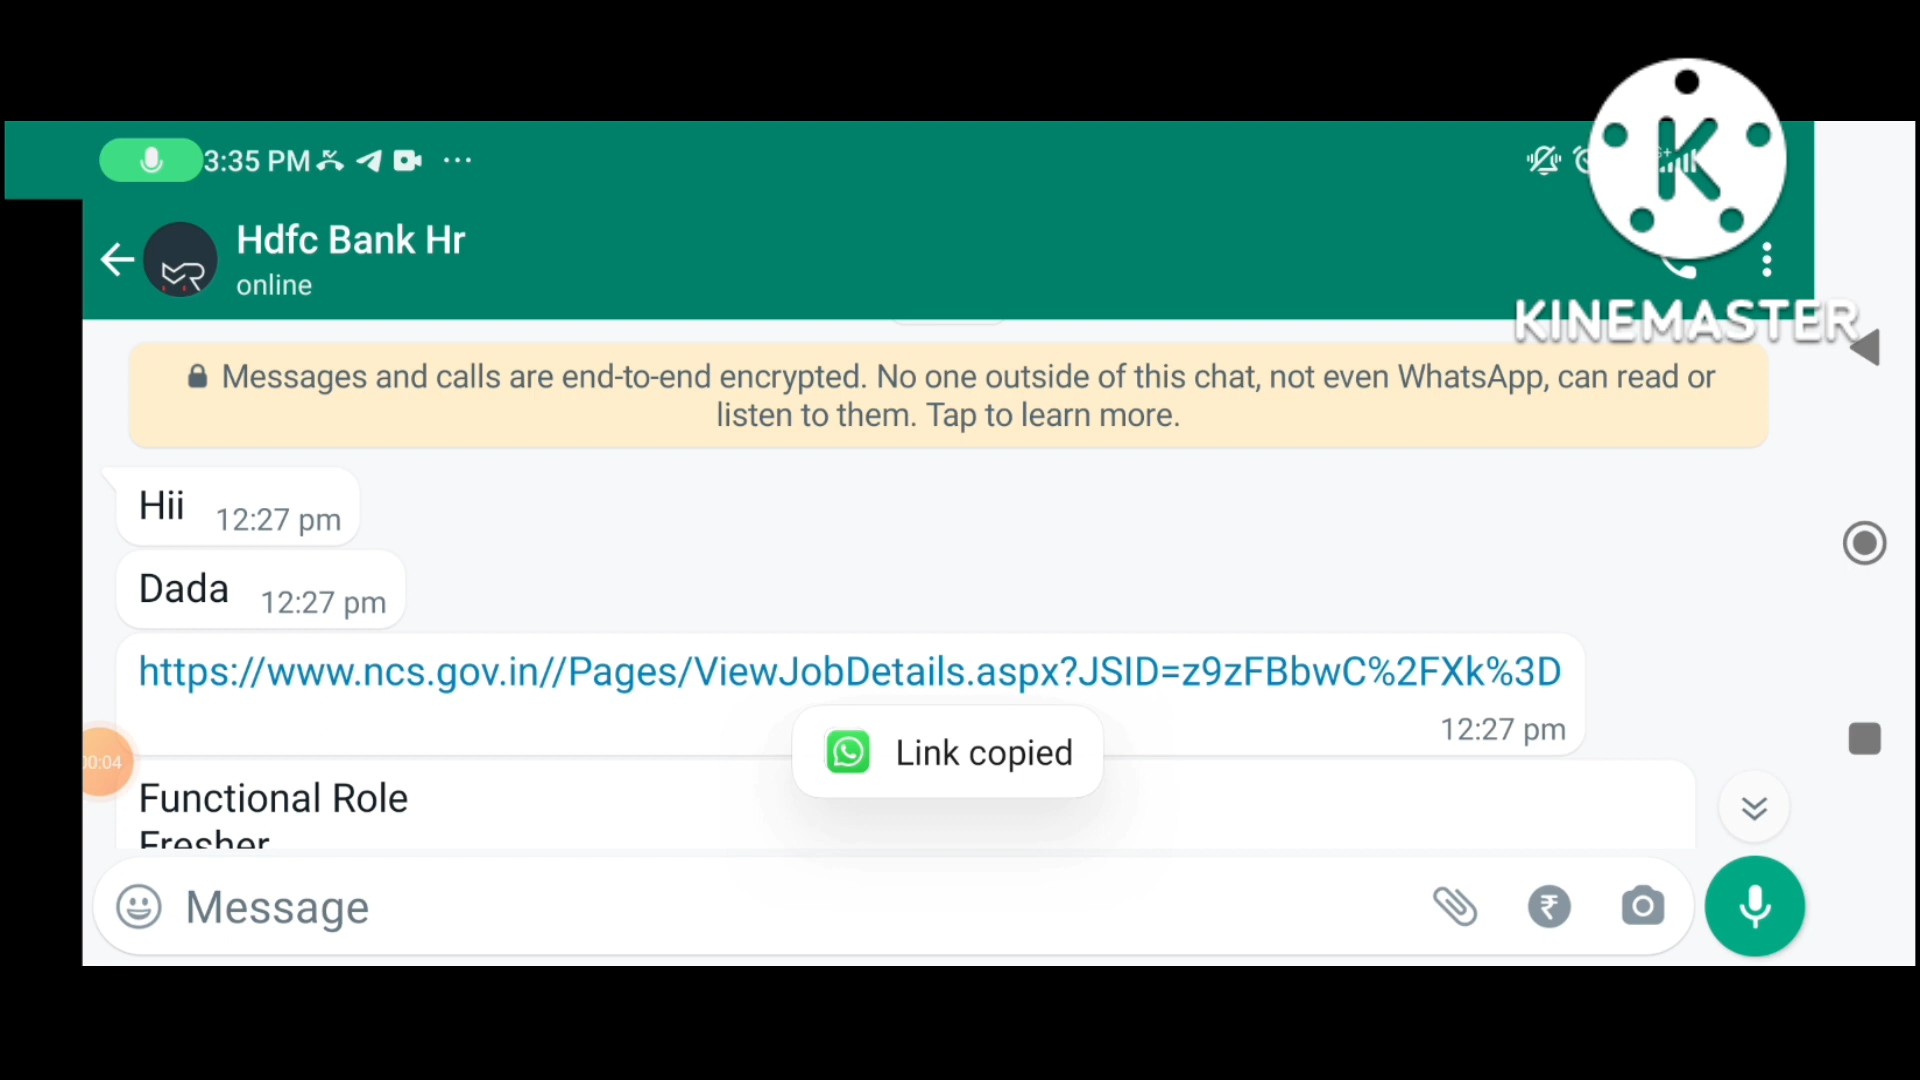 3:35 PM
Hdfc Bank Hr
online
KINEMASTER
Messages and calls are end-to-end encrypted. No one outside of this chat, not even WhatsApp, can read or
listen to them. Tap to learn more.
Hii 12:27 pm
Dada 12:27 pm
https://www.ncs.gov.in//Pages/ViewJobDetails.aspx?JSID=z9zFBbwC%2FXk%3D
12:27 pm
Link copied
00:04
Functional Role
Fresher
Message